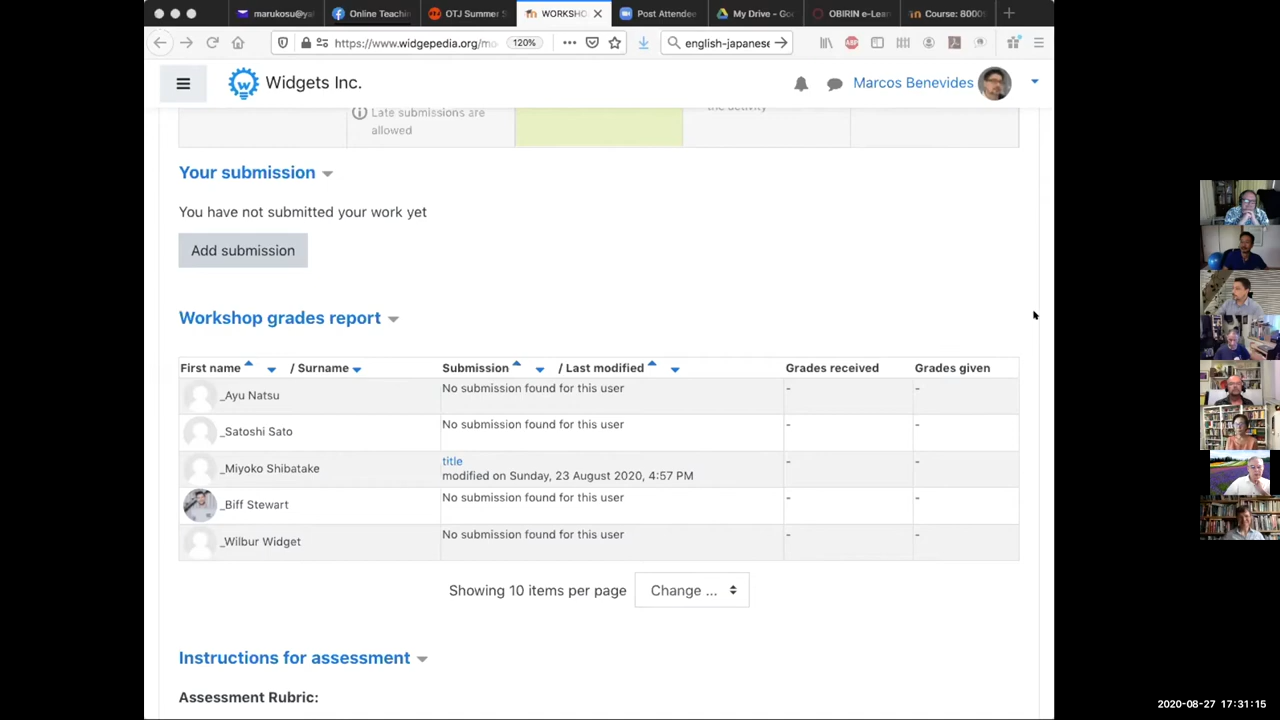 marukosu@ya
Online Teachin
OTJ Summer S
WORKSHO
Post Attendee
My Drive - Goo
OBIRIN e-Lear
Course: 8000S
https://www.widgepedia.org/mo
120%
english-japanese
Widgets Inc.
Marcos Benevides
Late submissions are
allowed
the activity
Your submission
You have not submitted your work yet
Add submission
Workshop grades report
First name / Surname Submission / Last modified Grades received Grades given
_Ayu Natsu No submission found for this user - -
_Satoshi Sato No submission found for this user - -
_Miyoko Shibatake title - -
modified on Sunday, 23 August 2020, 4:57 PM
_Biff Stewart No submission found for this user - -
_Wilbur Widget No submission found for this user - -
Showing 10 items per page Change ...
Instructions for assessment
Assessment Rubric:
2020-08-27 17:31:15